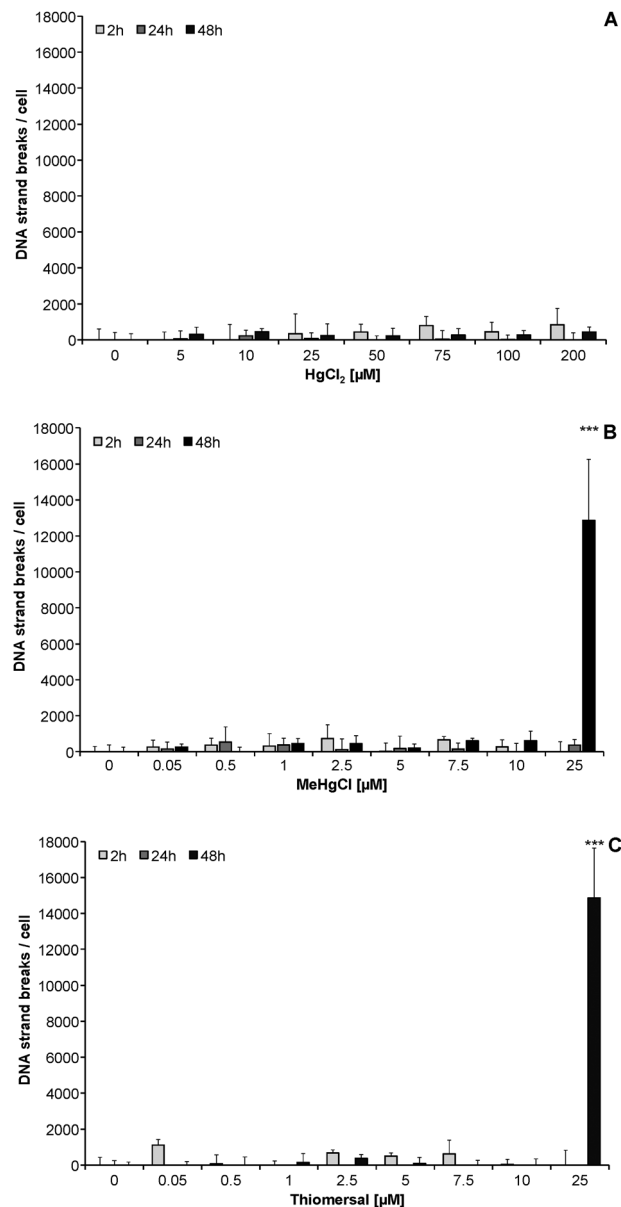 A
18000
2h 24h 48h
16000
14000
12000
10000
8000
6000
4000
2000
0
DNA strand breaks / cell
0 5 10 25 50 75 100 200
HgCl₂ [µM]
*** B
18000
2h 24h 48h
16000
14000
12000
10000
8000
6000
4000
2000
0
DNA strand breaks / cell
0 0.05 0.5 1 2.5 5 7.5 10 25
MeHgCl [µM]
*** C
18000
2h 24h 48h
16000
14000
12000
10000
8000
6000
4000
2000
0
DNA strand breaks / cell
0 0.05 0.5 1 2.5 5 7.5 10 25
Thiomersal [µM]